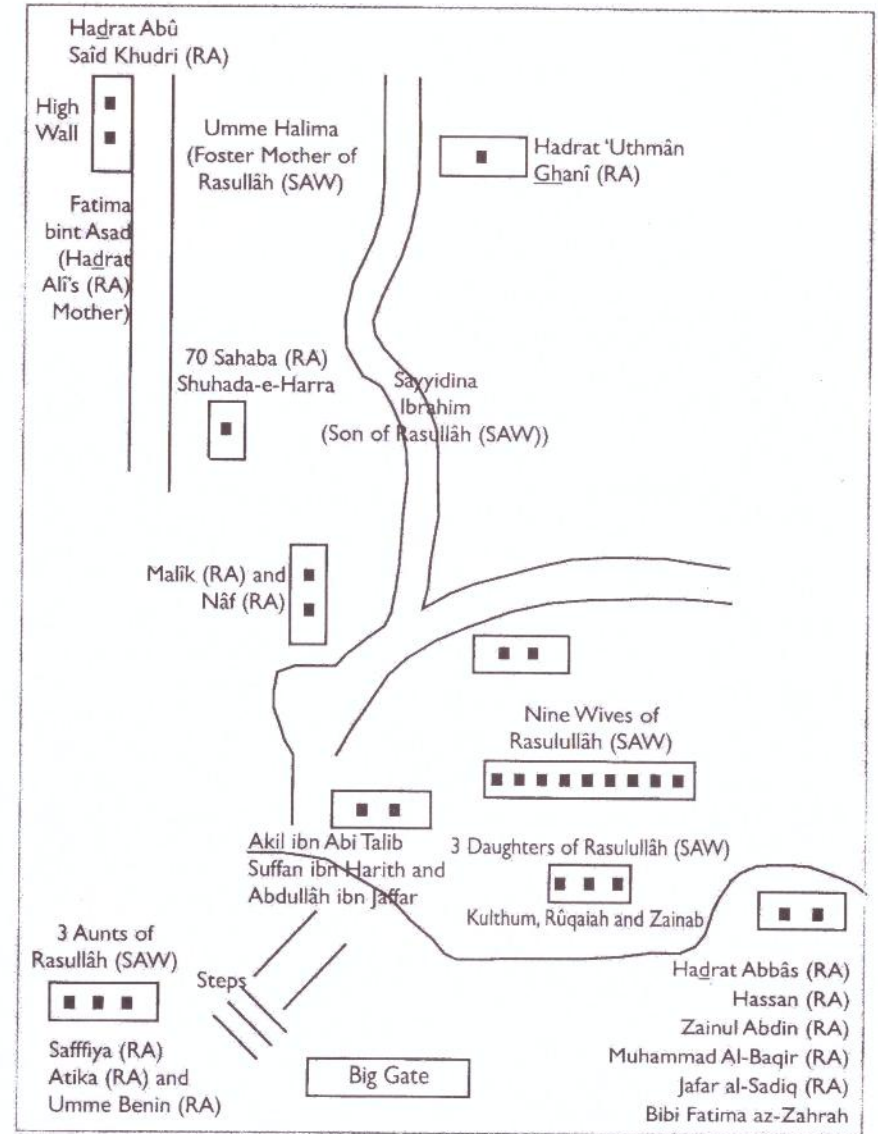 Haḏrat Abû
Saîd Khudri (RA)
High
Wall
Umme Halima
(Foster Mother of
Rasullâh (SAW)
Hadrat ‘Uthmân
G̲h̲anî (RA)
Fatima
bint Asad
(Haḏrat
Alî's (RA)
Mother)
70 Sahaba (RA)
Shuhada-e-Harra
Sayyidina
Ibrahim
(Son of Rasullâh (SAW))
Malîk (RA) and
Nâf (RA)
Nine Wives of
Rasulullâh (SAW)
Akil ibn Abi Talib
Suffan ibn Harith and
Abdullâh ibn Jaffar
3 Daughters of Rasulullâh (SAW)
Kulthum, Rûqaiah and Zainab
3 Aunts of
Rasullâh (SAW)
Safffiya (RA)
Atika (RA) and
Umme Benin (RA)
Steps
Big Gate
Haḏrat Abbâs (RA)
Hassan (RA)
Zainul Abdin (RA)
Muhammad Al-Baqir (RA)
Jafar al-Sadiq (RA)
Bibi Fatima az-Zahrah